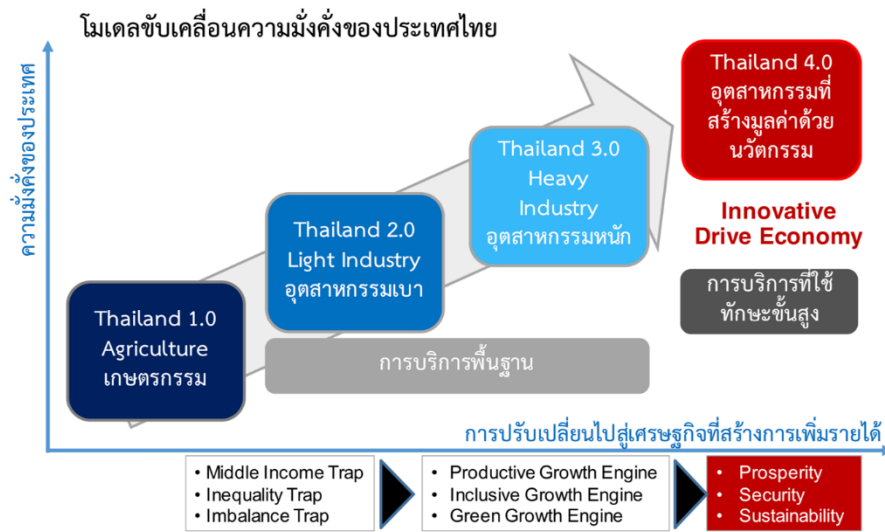 โมเดลขับเคลื่อนความมั่งคั่งของประเทศไทย
ความมั่งคั่งของประเทศ
Thailand 1.0
Agriculture
เกษตรกรรม
Thailand 2.0
Light Industry
อุตสาหกรรมเบา
Thailand 3.0
Heavy
Industry
อุตสาหกรรมหนัก
Thailand 4.0
อุตสาหกรรมที่
สร้างมูลค่าด้วย
นวัตกรรม
Innovative
Drive Economy
การบริการพื้นฐาน
การบริการที่ใช้
ทักษะขั้นสูง
การปรับเปลี่ยนไปสู่เศรษฐกิจที่สร้างการเพิ่มรายได้
• Middle Income Trap
• Inequality Trap
• Imbalance Trap
• Productive Growth Engine
• Inclusive Growth Engine
• Green Growth Engine
• Prosperity
• Security
• Sustainability